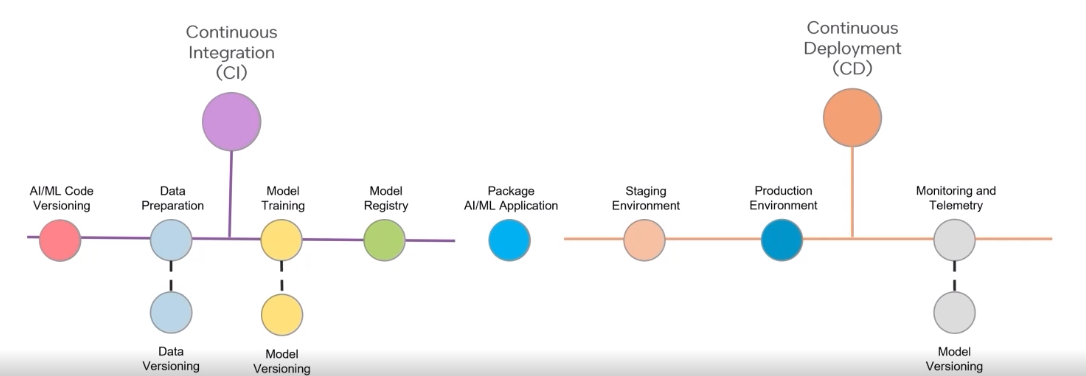 Continuous
Integration
(CI)
Continuous
Deployment
(CD)
AI/ML Code
Versioning
Data
Preparation
Model
Training
Model
Registry
Package
AI/ML Application
Staging
Environment
Production
Environment
Monitoring and
Telemetry
Data
Versioning
Model
Versioning
Model
Versioning